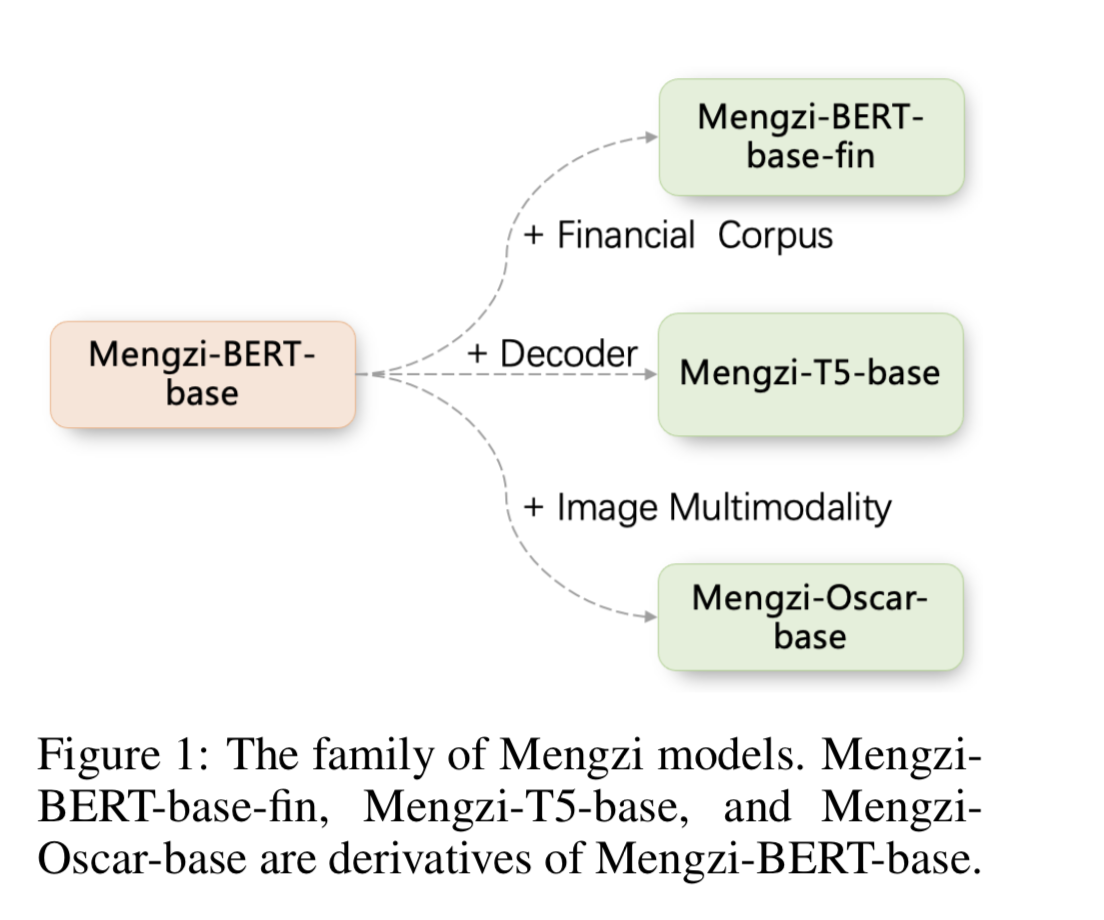 Mengzi-BERT-
base-fin
+ Financial Corpus
Mengzi-BERT-
base
+ Decoder
Mengzi-T5-base
+ Image Multimodality
Mengzi-Oscar-
base
Figure 1: The family of Mengzi models. Mengzi-
BERT-base-fin, Mengzi-T5-base, and Mengzi-
Oscar-base are derivatives of Mengzi-BERT-base.